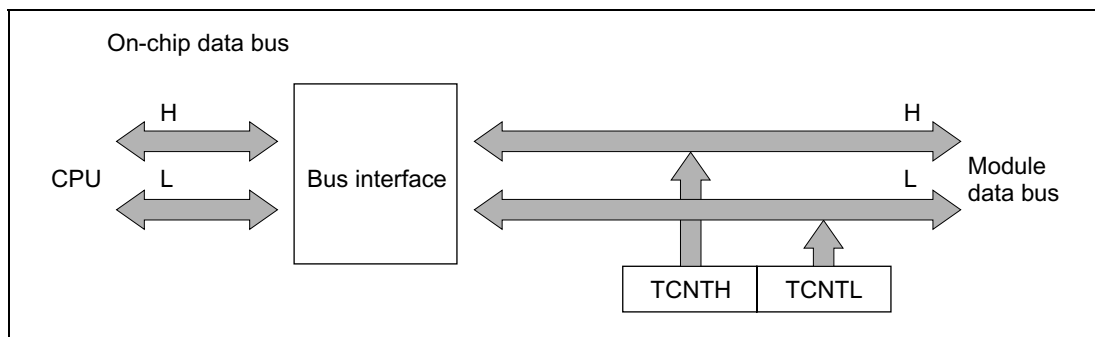 On-chip data bus
H
H
CPU
L
Bus interface
L
Module
data bus
TCNTH
TCNTL